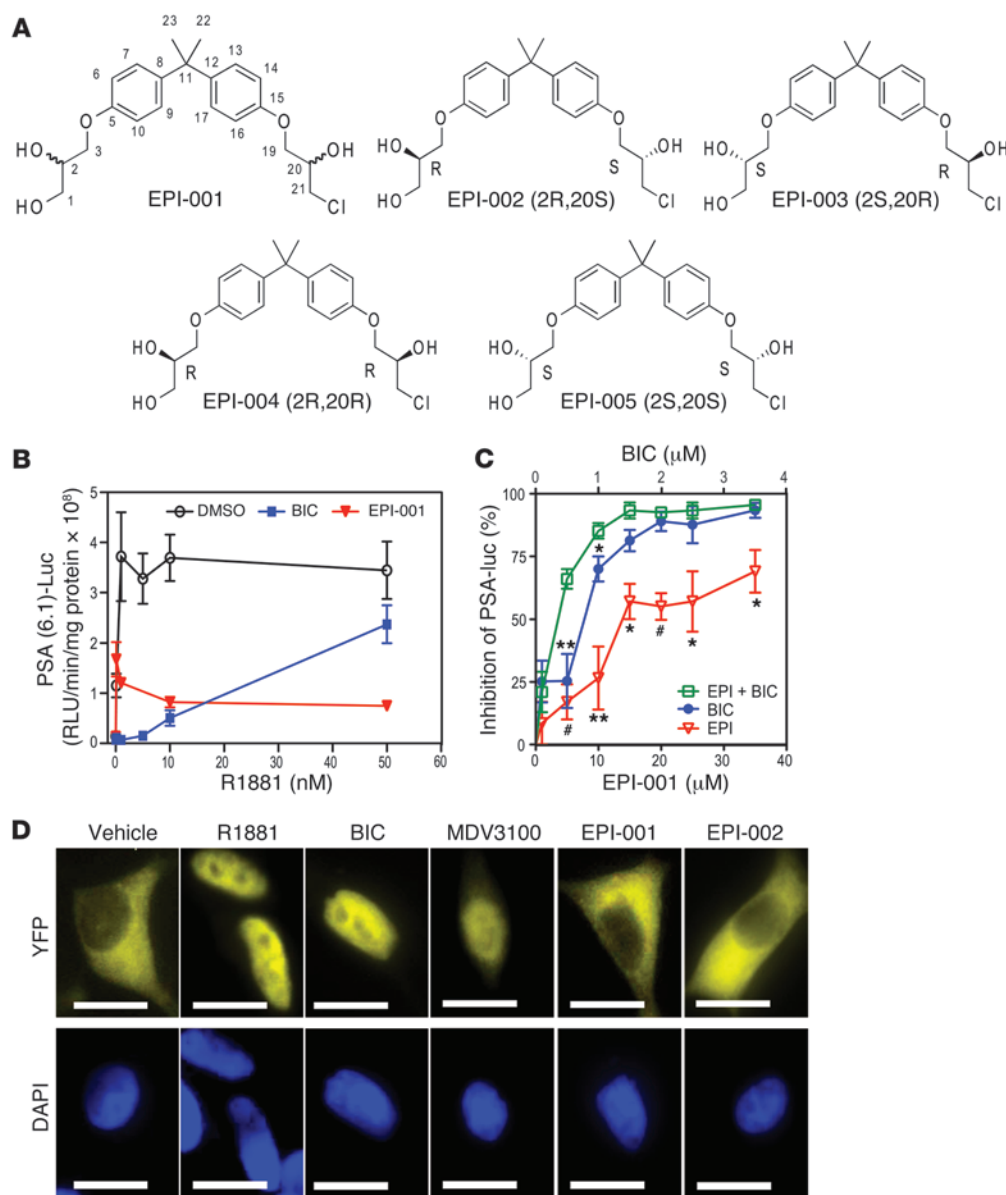 A
23 22
7 8 11 12 13
6 14
5 9 17 15
10 16
O O
HO 3 19 OH
2 20
HO 1 21 Cl
EPI-001
O O
HO R S OH
HO Cl
EPI-002 (2R,20S)
O O
HO S R OH
HO Cl
EPI-003 (2S,20R)
O O
HO R R OH
HO Cl
EPI-004 (2R,20R)
O O
HO S S OH
HO Cl
EPI-005 (2S,20S)
B
DMSO BIC EPI-001
PSA (6.1)-Luc
(RLU/min/mg protein × 10⁸)
5
4
3
2
1
0
0 10 20 30 40 50
R1881 (nM)
C
BIC (μM)
0 1 2 3 4
Inhibition of PSA-luc (%)
100
75
50
25
0
* ** * # * *
# **
EPI + BIC
BIC
EPI
0 10 20 30 40
EPI-001 (μM)
D
Vehicle R1881 BIC MDV3100 EPI-001 EPI-002
YFP
DAPI